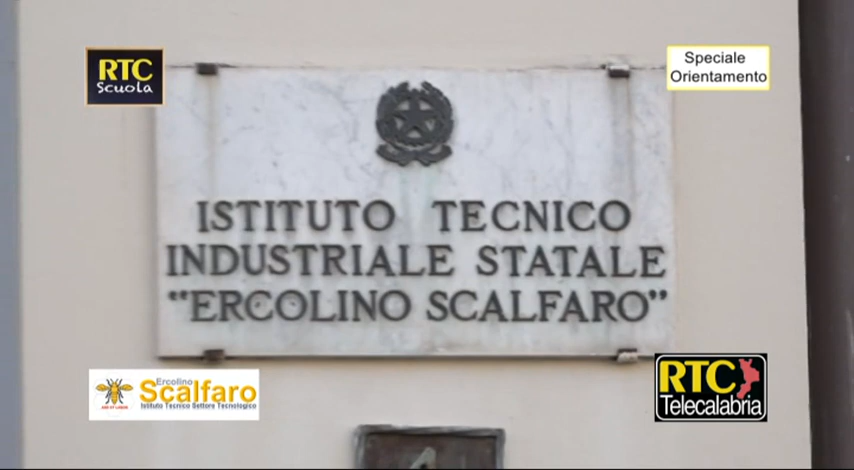 RTC
Scuola
Speciale
Orientamento
ISTITUTO TECNICO
INDUSTRIALE STATALE
"ERCOLINO SCALFARO"
Ercolino
Scalfaro
Istituto Tecnico Settore Tecnologico
RTC
Telecalabria